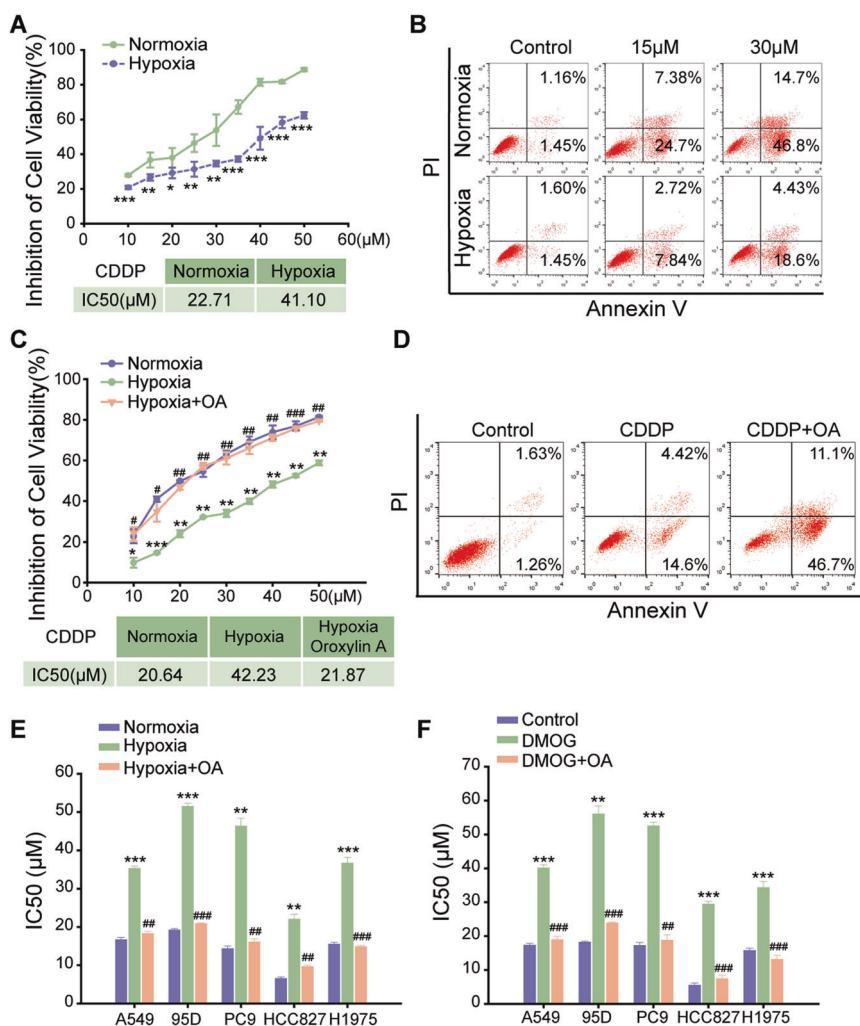 A
Normoxia
Hypoxia
Inhibition of Cell Viability(%)
100
80
60
40
20
0
*** ** * ** ** *** *** *** ***
0 10 20 30 40 50 60(μM)
CDDP Normoxia Hypoxia
IC50(μM) 22.71 41.10
B
Control 15μM 30μM
Normoxia
1.16% 7.38% 14.7%
1.45% 24.7% 46.8%
PI
Hypoxia
1.60% 2.72% 4.43%
1.45% 7.84% 18.6%
Annexin V
C
Normoxia
Hypoxia
Hypoxia+OA
Inhibition of Cell Viability(%)
100
80
60
40
20
0
# # ## ## ## ## ## ### ##
* *** ** ** ** ** ** ** **
0 10 20 30 40 50(μM)
CDDP Normoxia Hypoxia Hypoxia
Oroxylin A
IC50(μM) 20.64 42.23 21.87
D
Control CDDP CDDP+OA
PI
1.63% 4.42% 11.1%
1.26% 14.6% 46.7%
Annexin V
E
Normoxia
Hypoxia
Hypoxia+OA
IC50 (μM)
60
50
40
30
20
10
0
*** *** ** ** ***
## ### ## ## ###
A549 95D PC9 HCC827 H1975
F
Control
DMOG
DMOG+OA
IC50 (μM)
70
60
50
40
30
20
10
0
*** ** *** *** ***
### ### ## ### ###
A549 95D PC9 HCC827 H1975